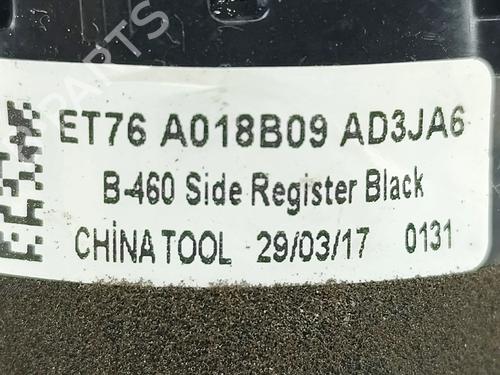 ET76 A018B09 AD3JA6
B-460 Side Register Black
CHİNA TOOL 29/03/17 0131